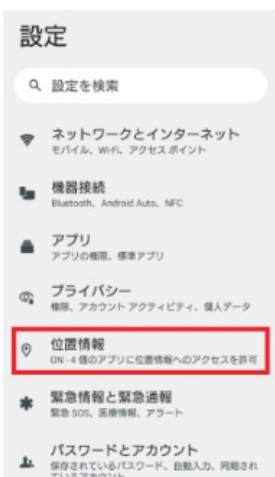 設定
設定を検索
ネットワークとインターネット
モバイル、Wi-Fi、アクセス ポイント
機器接続
Bluetooth、Android Auto、NFC
アプリ
アプリの権限、標準アプリ
プライバシー
権限、アカウント アクティビティ、個人データ
位置情報
ON - 4 個のアプリに位置情報へのアクセスを許可
緊急情報と緊急通報
緊急 SOS、医療情報、アラート
パスワードとアカウント
保存されているパスワード、自動入力、同期され
ているアカウント